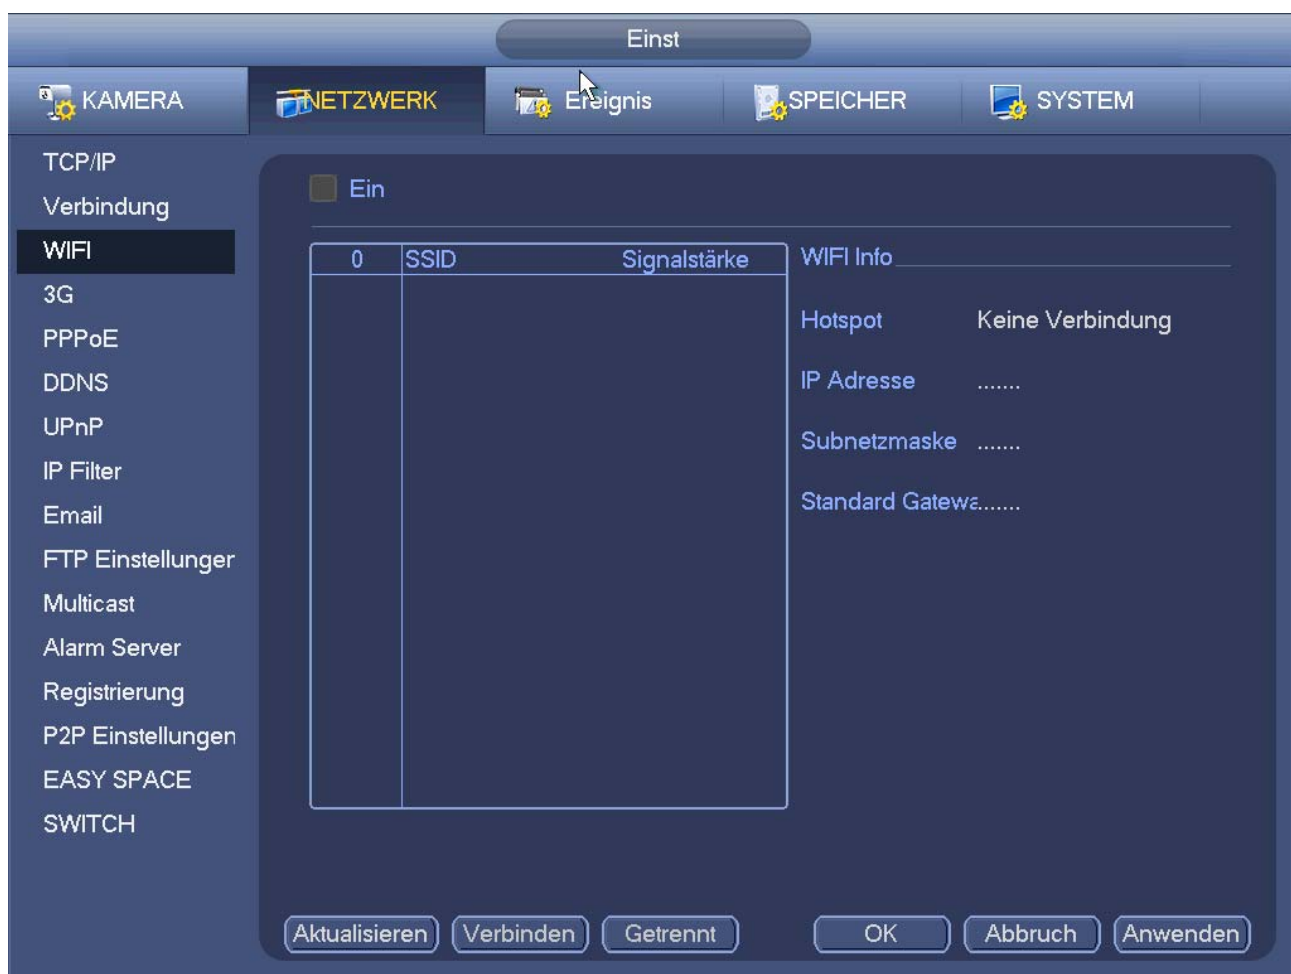 Einst
KAMERA NETZWERK Ereignis SPEICHER SYSTEM
TCP/IP
Verbindung
WIFI
3G
PPPoE
DDNS
UPnP
IP Filter
Email
FTP Einstellunger
Multicast
Alarm Server
Registrierung
P2P Einstellungen
EASY SPACE
SWITCH
Ein
0 SSID Signalstärke
WIFI Info
Hotspot Keine Verbindung
IP Adresse .......
Subnetzmaske .......
Standard Gatewa.......
Aktualisieren Verbinden Getrennt OK Abbruch Anwenden